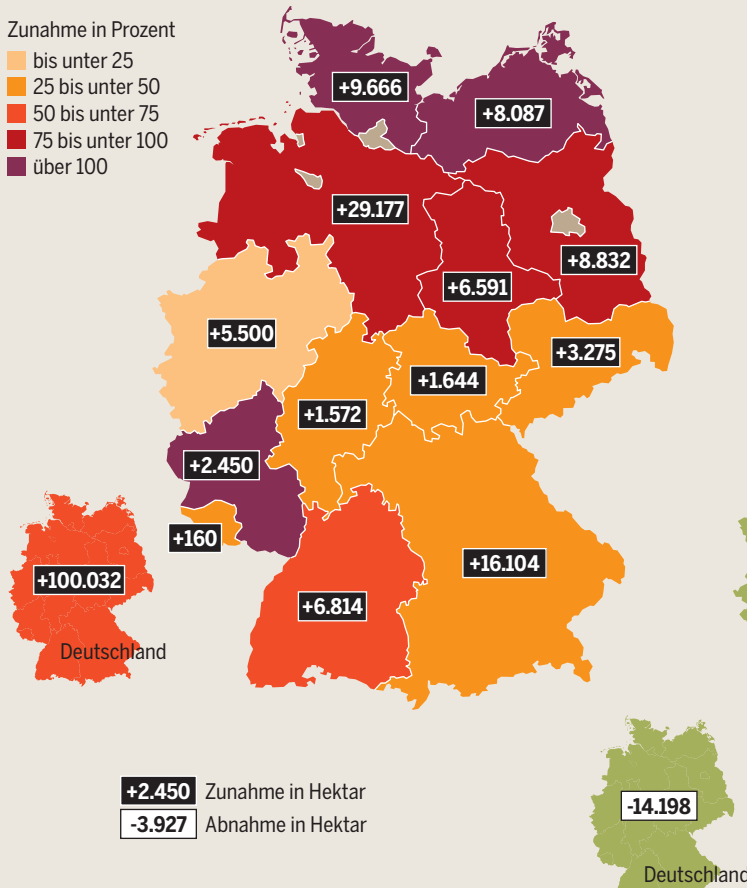 Zunahme in Prozent
bis unter 25
25 bis unter 50
50 bis unter 75
75 bis unter 100
über 100
+9.666
+8.087
+29.177
+8.832
+6.591
+5.500
+3.275
+1.644
+1.572
+2.450
+160
+16.104
+100.032
+6.814
Deutschland
+2.450 Zunahme in Hektar
-3.927 Abnahme in Hektar
-14.198
Deutschland